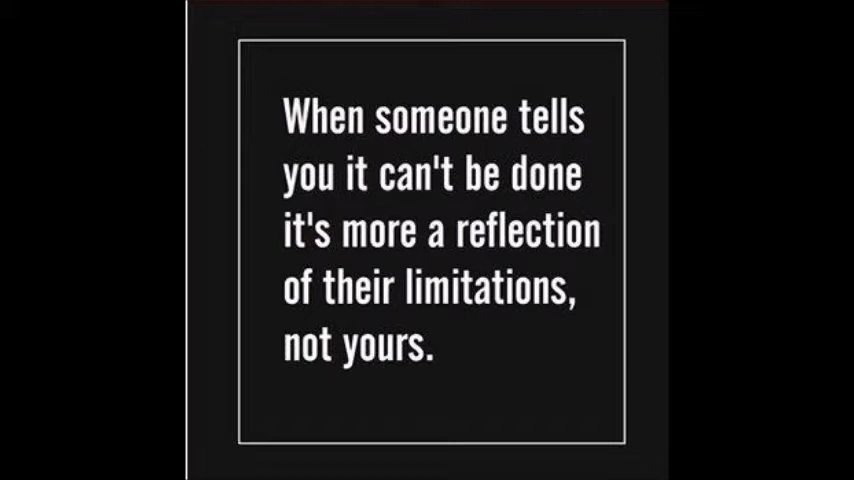 When someone tells
you it can't be done
it's more a reflection
of their limitations,
not yours.